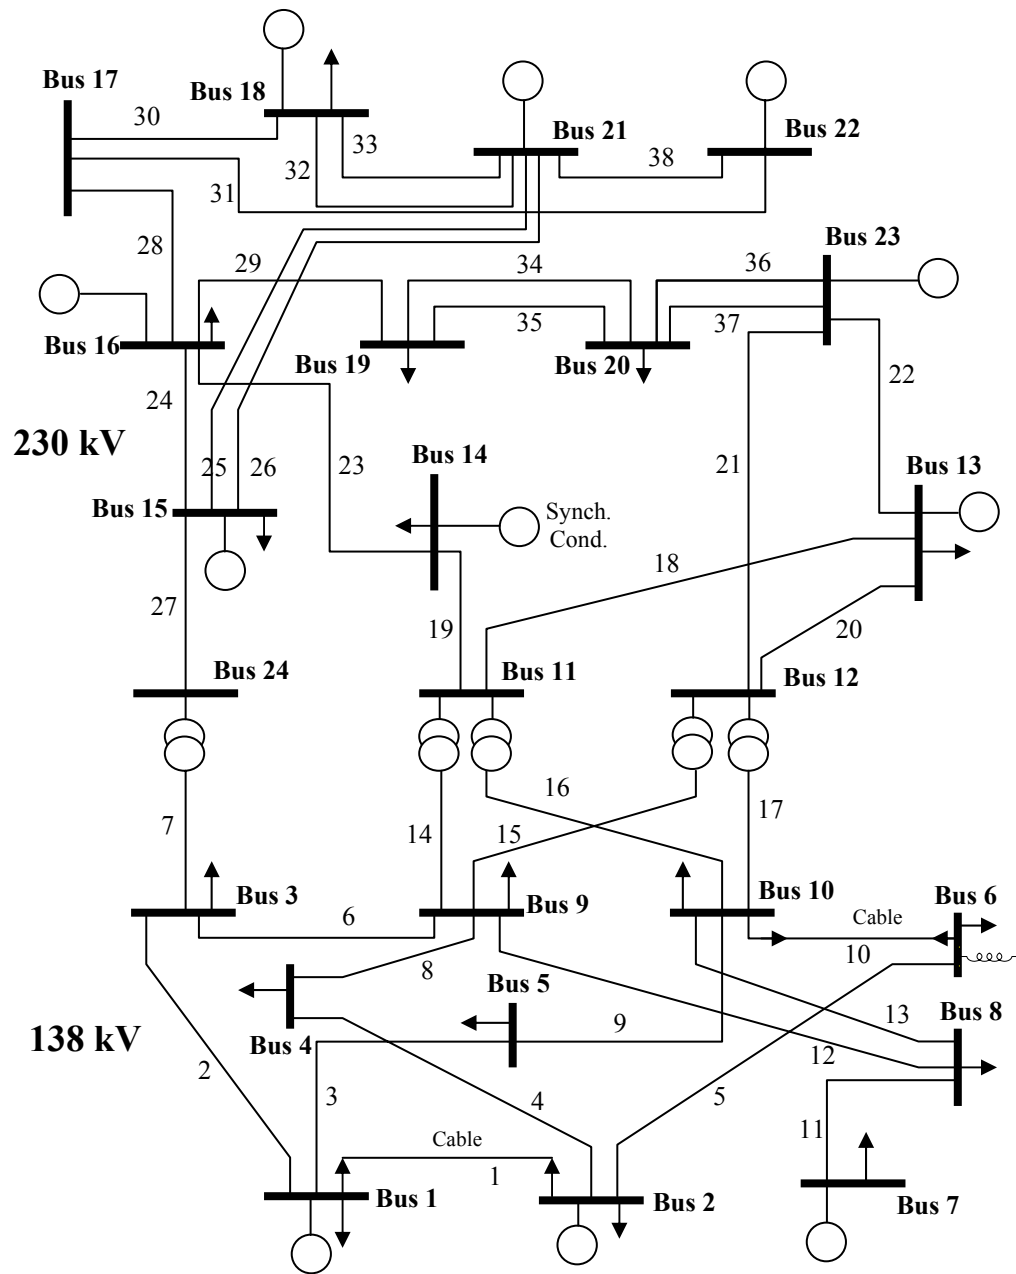 Bus 17
Bus 18
Bus 21
Bus 22
30
33
32
38
31
28
Bus 23
29
34
36
35
37
Bus 16
Bus 19
Bus 20
22
24
230 kV
25
26
23
Bus 14
21
Bus 13
Bus 15
Synch.
Cond.
18
27
19
20
Bus 24
Bus 11
Bus 12
16
7
14
15
17
Bus 3
Bus 9
Bus 10
Bus 6
6
Cable
10
8
Bus 5
Bus 8
138 kV
Bus 4
9
13
12
2
3
4
5
11
Cable
1
Bus 1
Bus 2
Bus 7